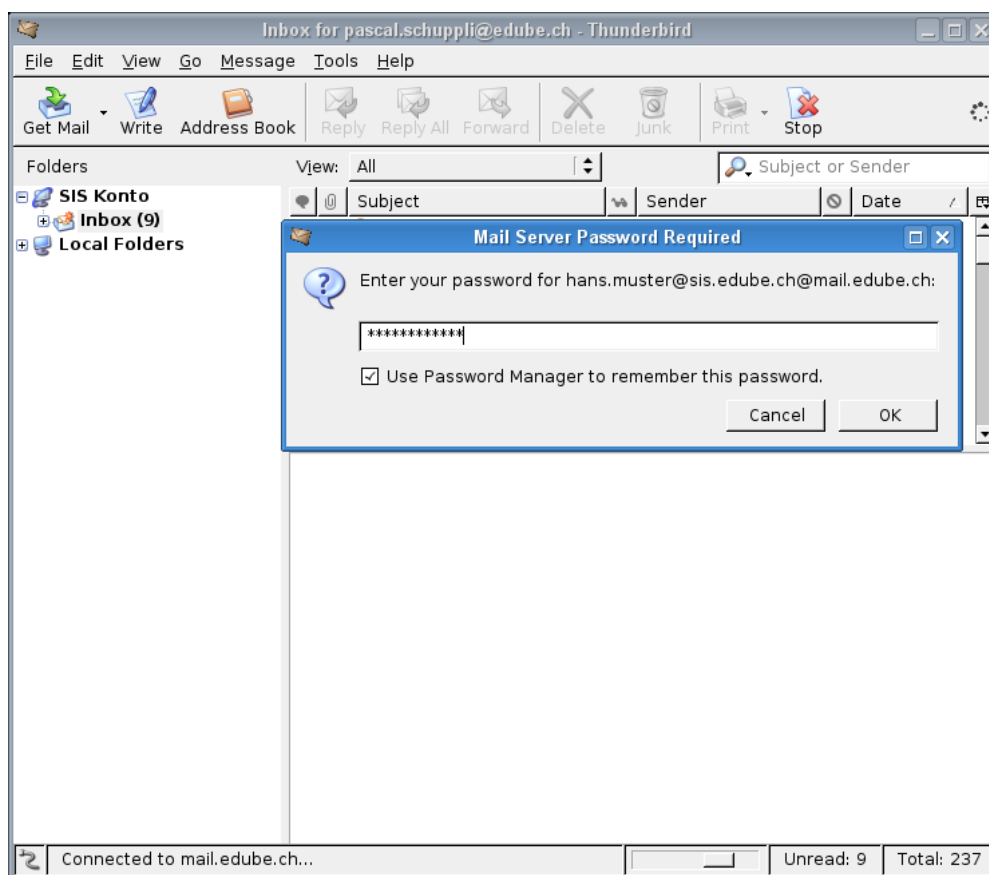 Inbox for pascal.schuppli@edube.ch - Thunderbird
File Edit View Go Message Tools Help
Get Mail Write Address Book Reply Reply All Forward Delete Junk Print Stop
Folders View: All Subject or Sender
SIS Konto Subject Sender Date
Inbox (9)
Local Folders
Mail Server Password Required
Enter your password for hans.muster@sis.edube.ch@mail.edube.ch:
************
Use Password Manager to remember this password.
Cancel OK
Connected to mail.edube.ch... Unread: 9 Total: 237